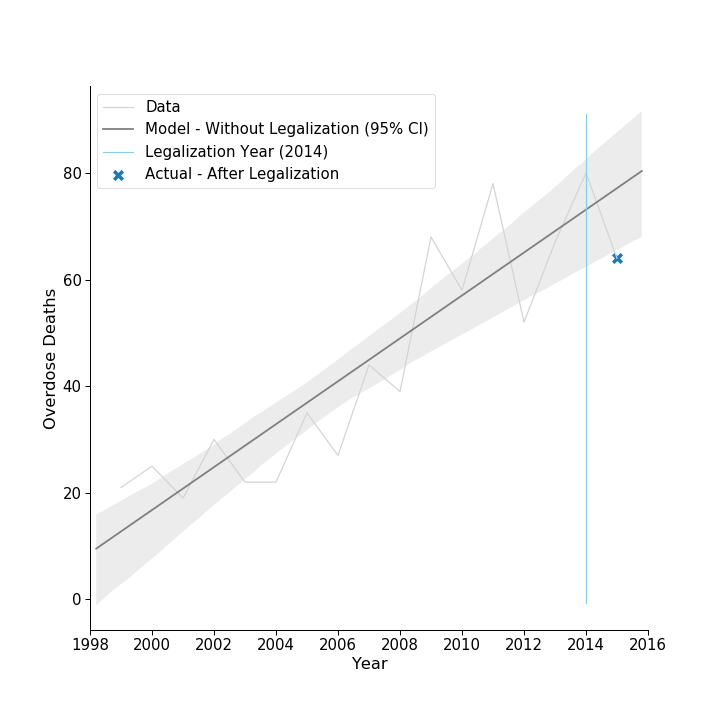 Data
Model - Without Legalization (95% CI)
Legalization Year (2014)
Actual - After Legalization
80
60
40
20
0
Overdose Deaths
1998 2000 2002 2004 2006 2008 2010 2012 2014 2016
Year